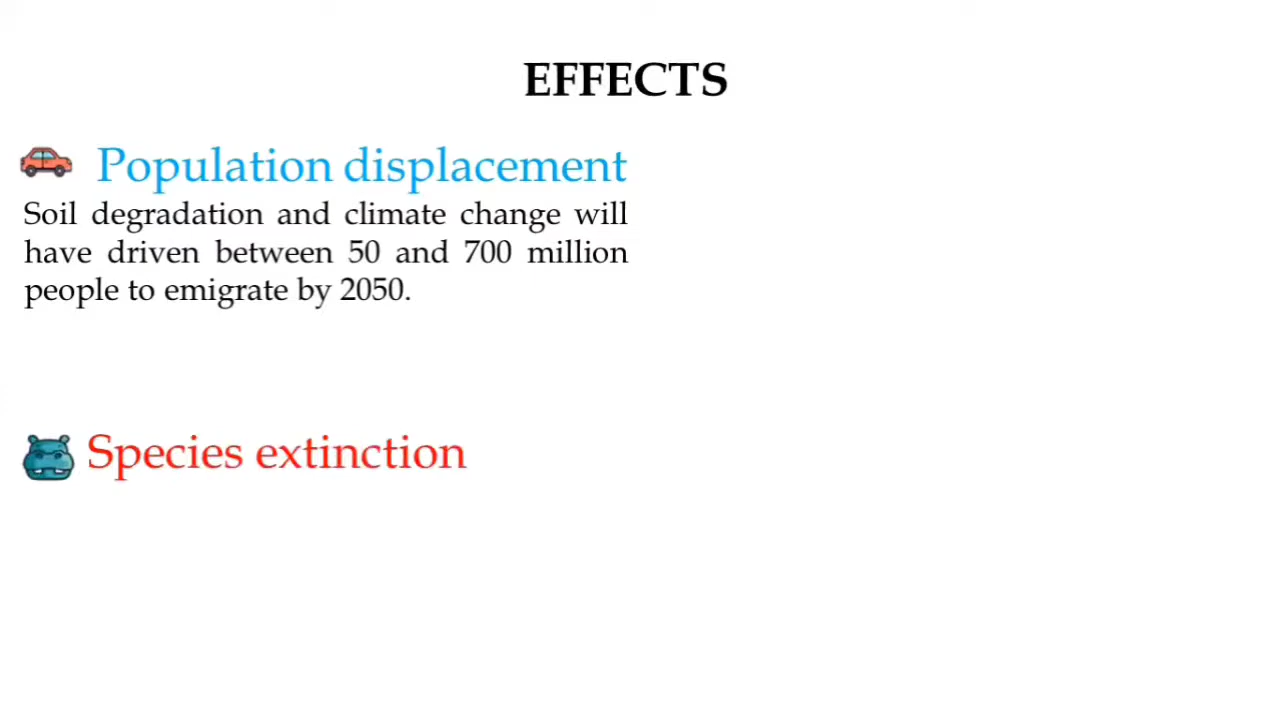 EFFECTS
Population displacement
Soil degradation and climate change will
have driven between 50 and 700 million
people to emigrate by 2050.
Species extinction